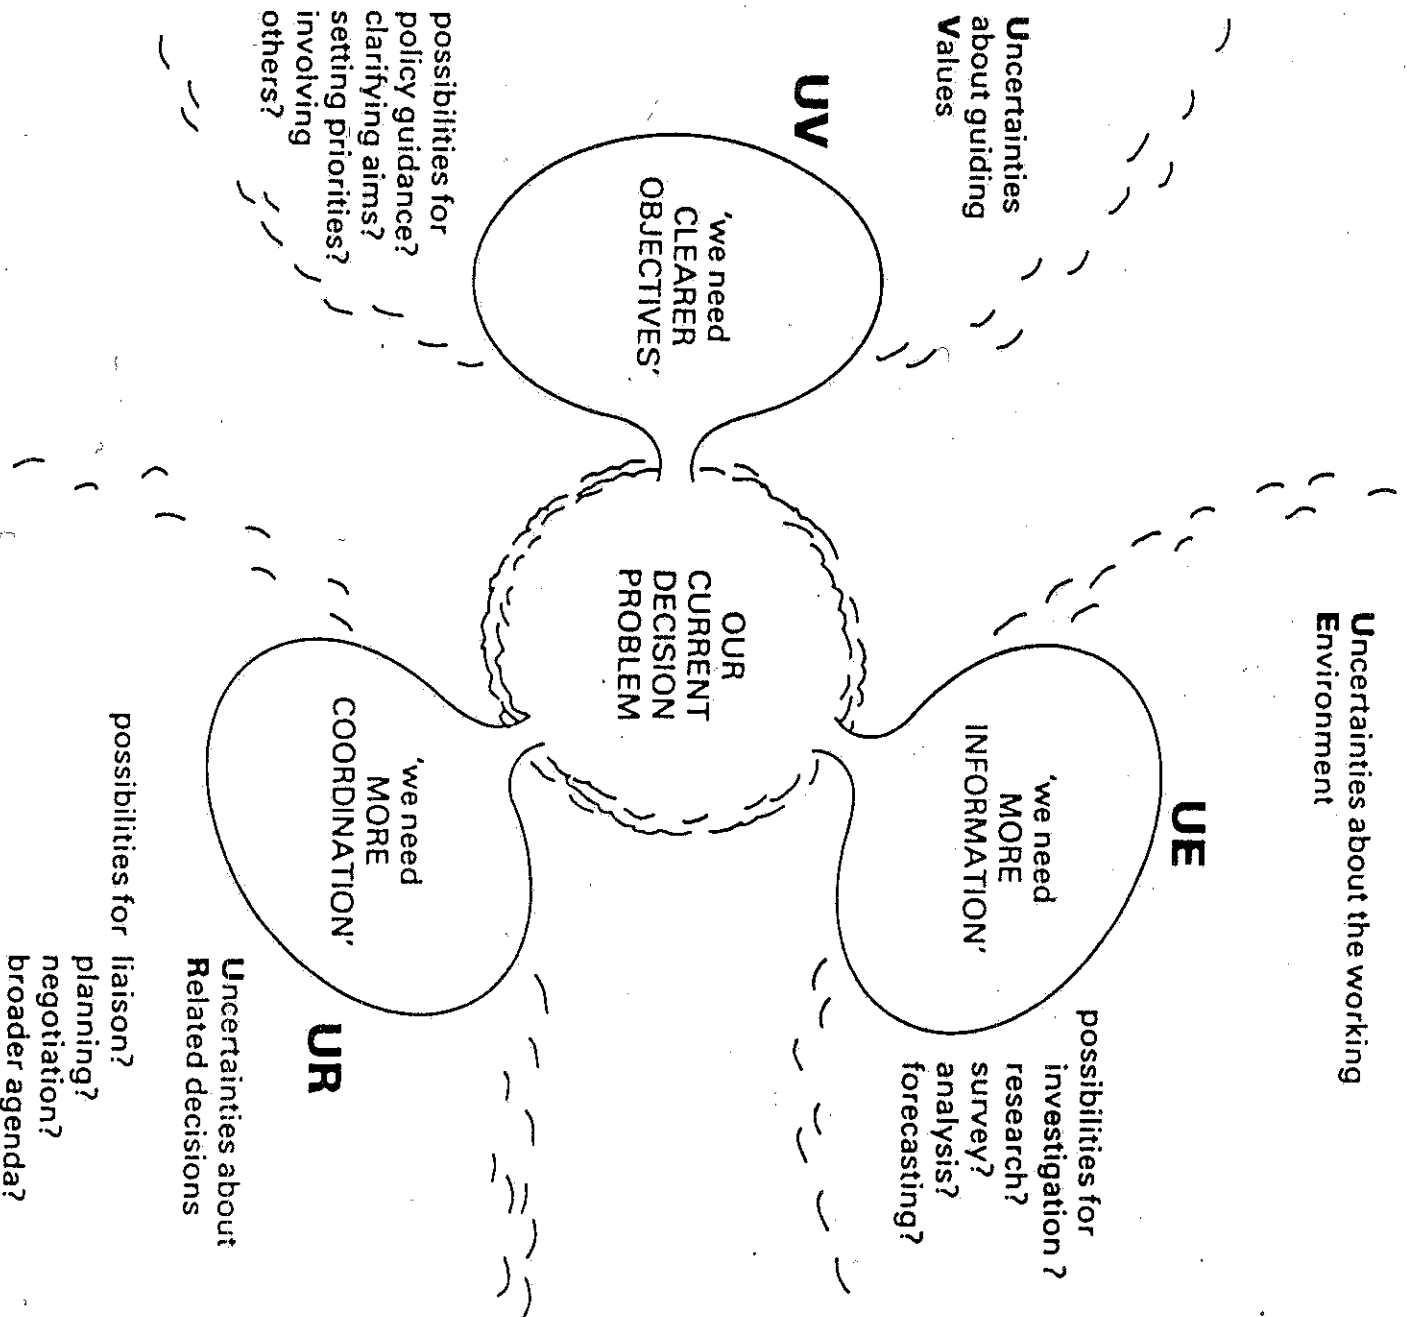 Uncertainties about the working
Environment
UE
'we need
MORE
INFORMATION'
possibilities for
investigation ?
research?
survey?
analysis?
forecasting?
Uncertainties
about guiding
Values
UV
'we need
CLEARER
OBJECTIVES'
possibilities for
policy guidance?
clarifying aims?
setting priorities?
involving
others?
OUR
CURRENT
DECISION
PROBLEM
'we need
MORE
COORDINATION'
UR
Uncertainties about
Related decisions
possibilities for liaison?
planning?
negotiation?
broader agenda?